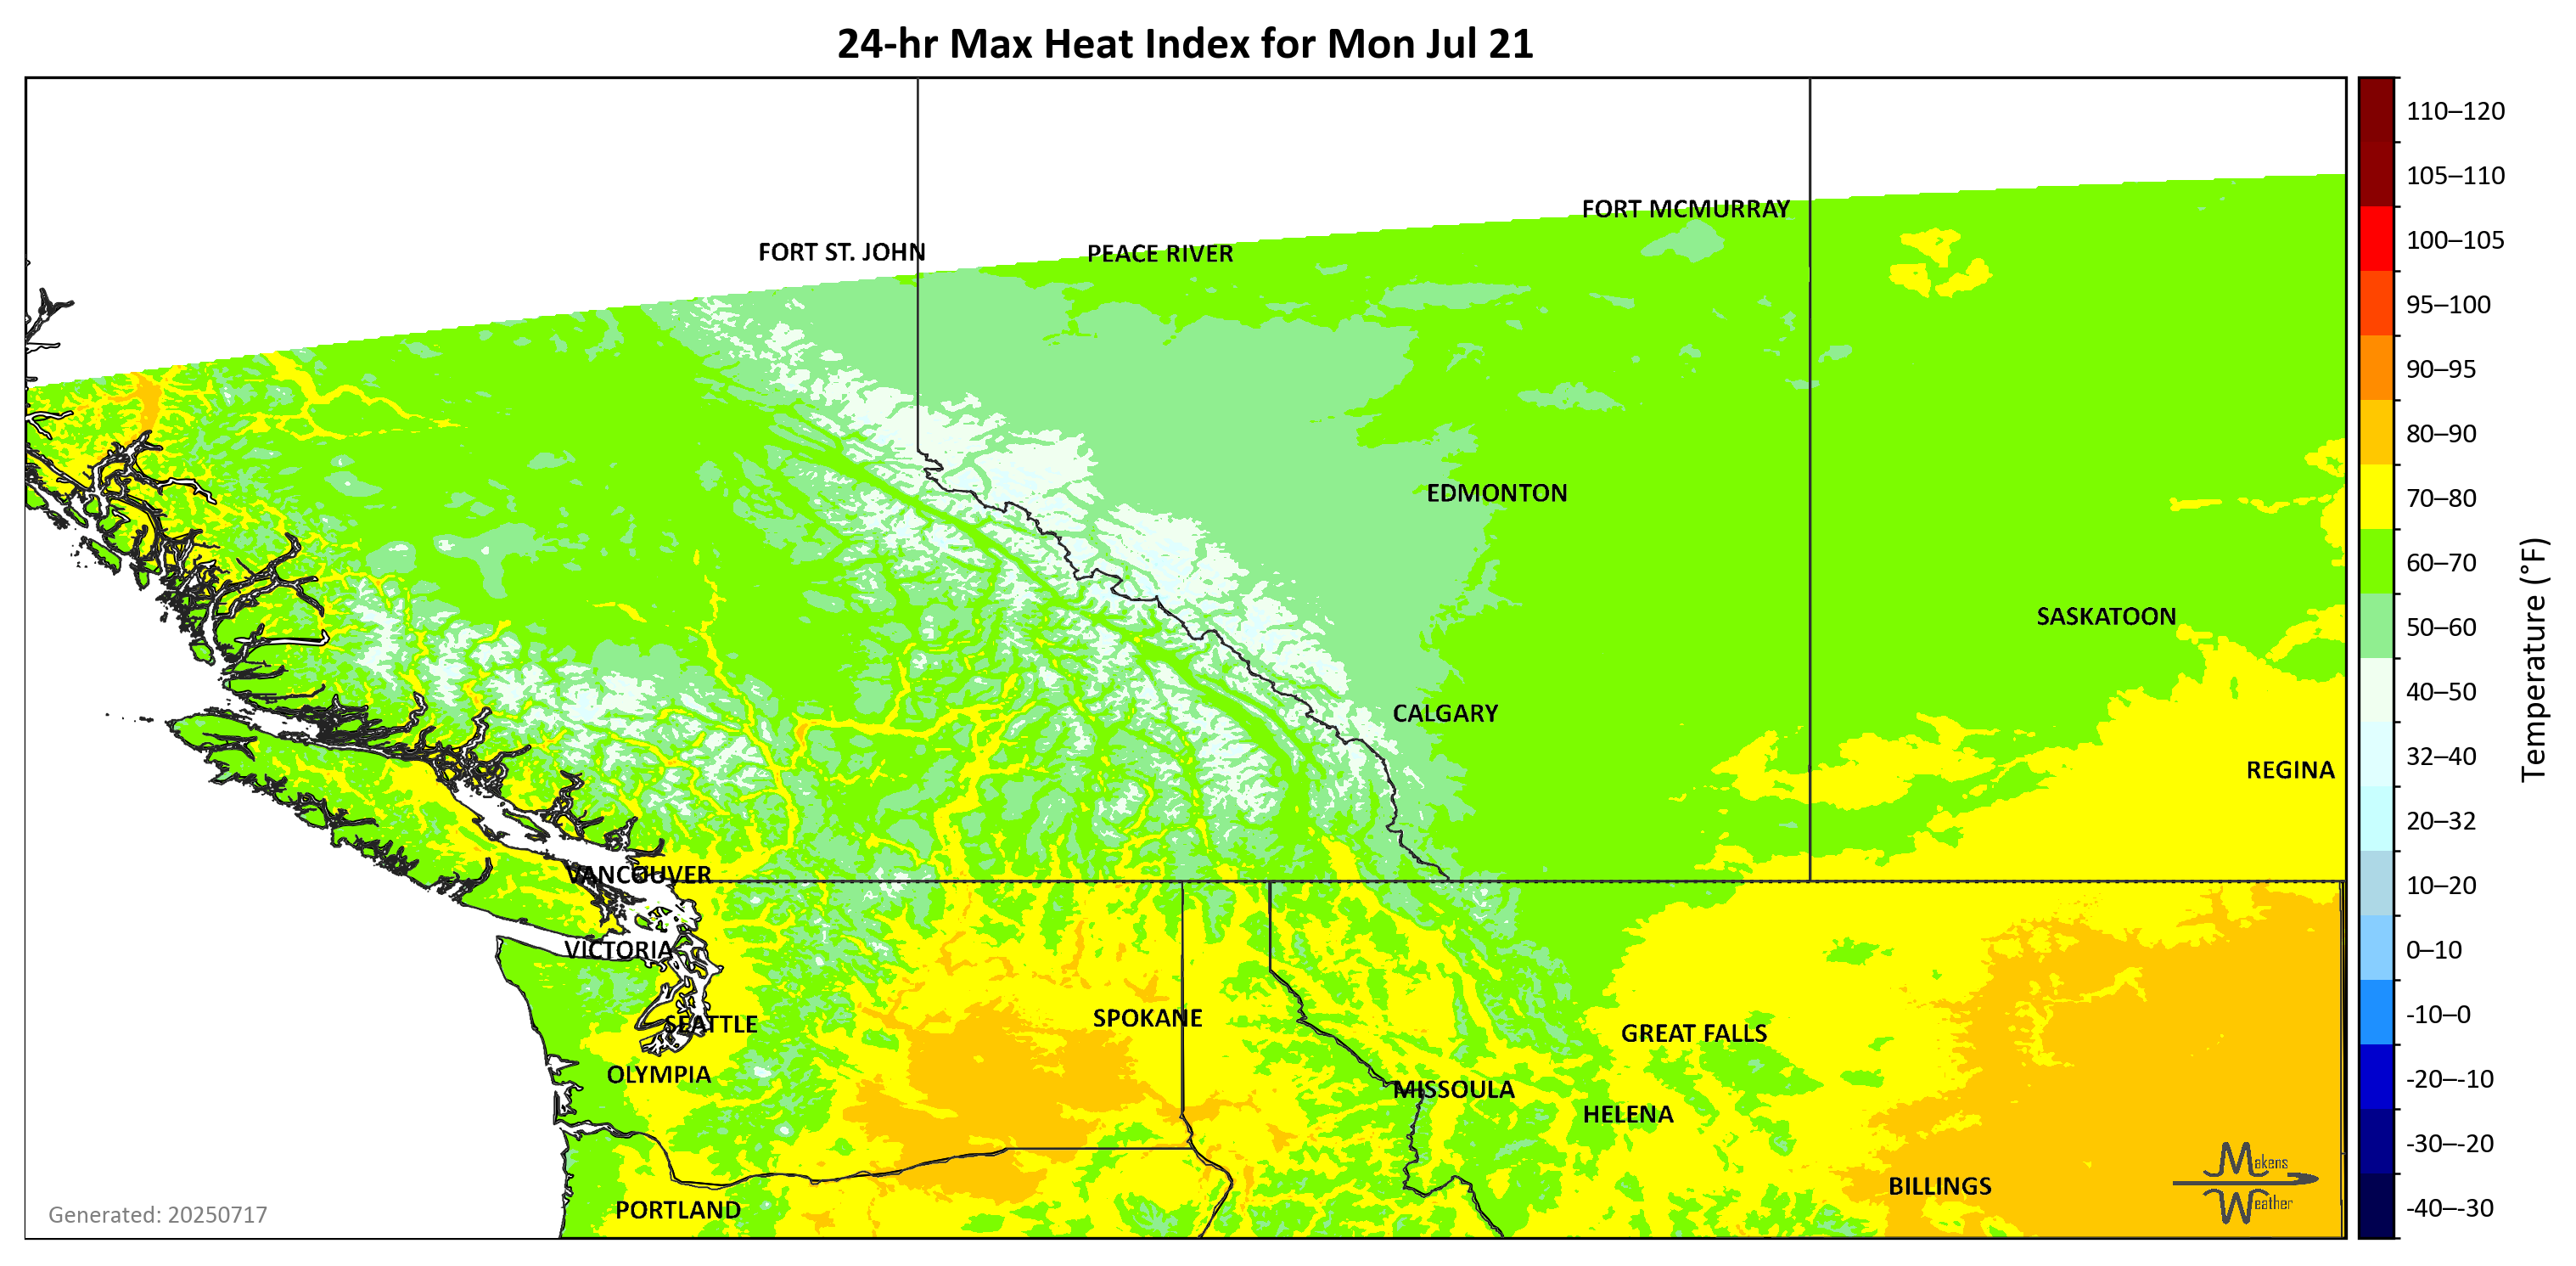 24-hr Max Heat Index for Mon Jul 21
FORT MCMURRAY
FORT ST. JOHN
PEACE RIVER
EDMONTON
SASKATOON
CALGARY
REGINA
VANCOUVER
VICTORIA
SEATTLE
SPOKANE
GREAT FALLS
OLYMPIA
MISSOULA
HELENA
BILLINGS
PORTLAND
Makens
Weather
Generated: 20250717
110–120
105–110
100–105
95–100
90–95
80–90
70–80
60–70
50–60
40–50
32–40
20–32
10–20
0–10
-10–0
-20–-10
-30–-20
-40–-30
Temperature (°F)